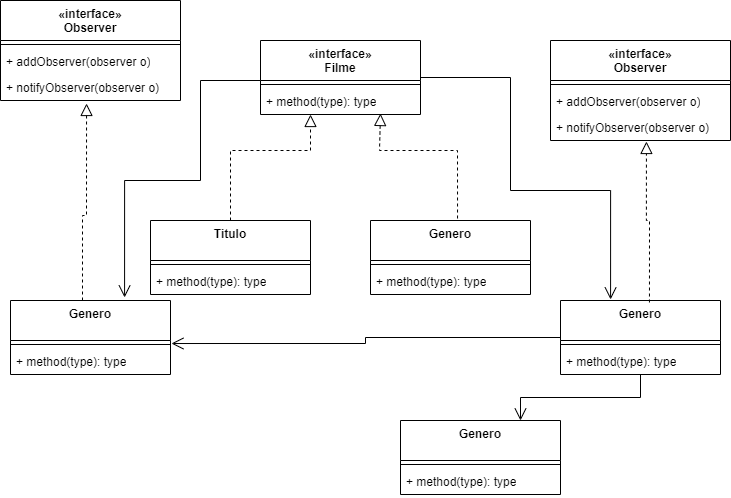 «interface»
Observer
+ addObserver(observer o)
+ notifyObserver(observer o)
«interface»
Filme
+ method(type): type
«interface»
Observer
+ addObserver(observer o)
+ notifyObserver(observer o)
Titulo
+ method(type): type
Genero
+ method(type): type
Genero
+ method(type): type
Genero
+ method(type): type
Genero
+ method(type): type